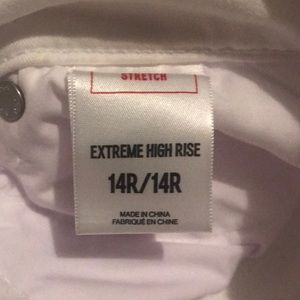 STRETCH
EXTREME HIGH RISE
14R/14R
MADE IN CHINA
FABRIQUÉ EN CHINE